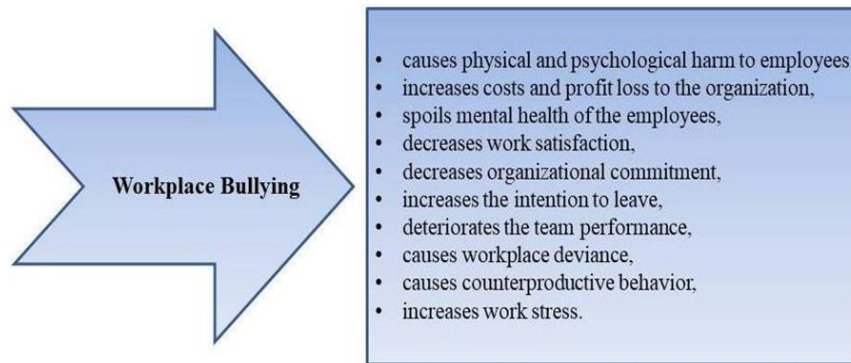 Workplace Bullying
• causes physical and psychological harm to employees
• increases costs and profit loss to the organization,
• spoils mental health of the employees,
• decreases work satisfaction,
• decreases organizational commitment,
• increases the intention to leave,
• deteriorates the team performance,
• causes workplace deviance,
• causes counterproductive behavior,
• increases work stress.